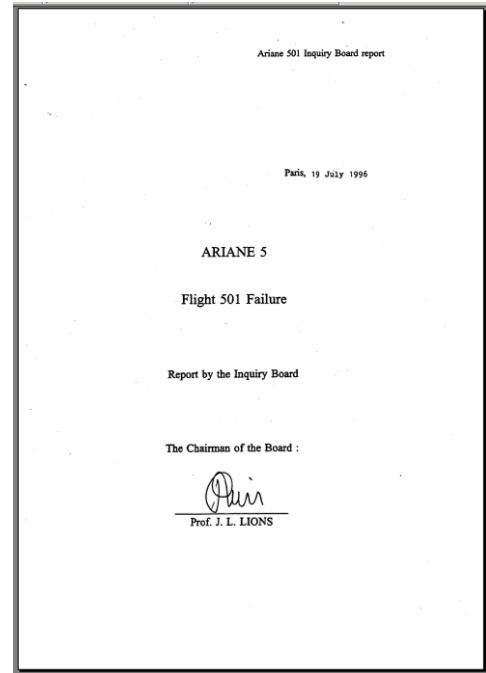 Ariane 501 Inquiry Board report
Paris, 19 July 1996
ARIANE 5
Flight 501 Failure
Report by the Inquiry Board
The Chairman of the Board :
Prof. J. L. LIONS